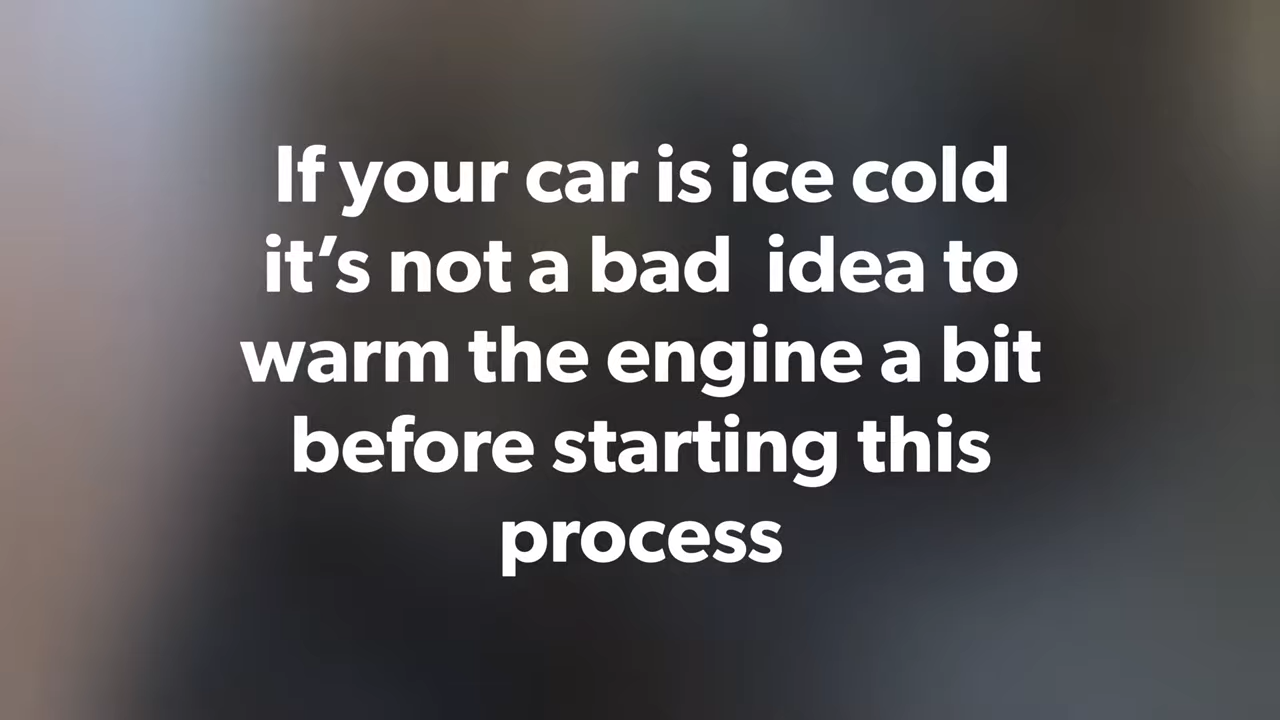 If your car is ice cold
it’s not a bad  idea to
warm the engine a bit
before starting this
process